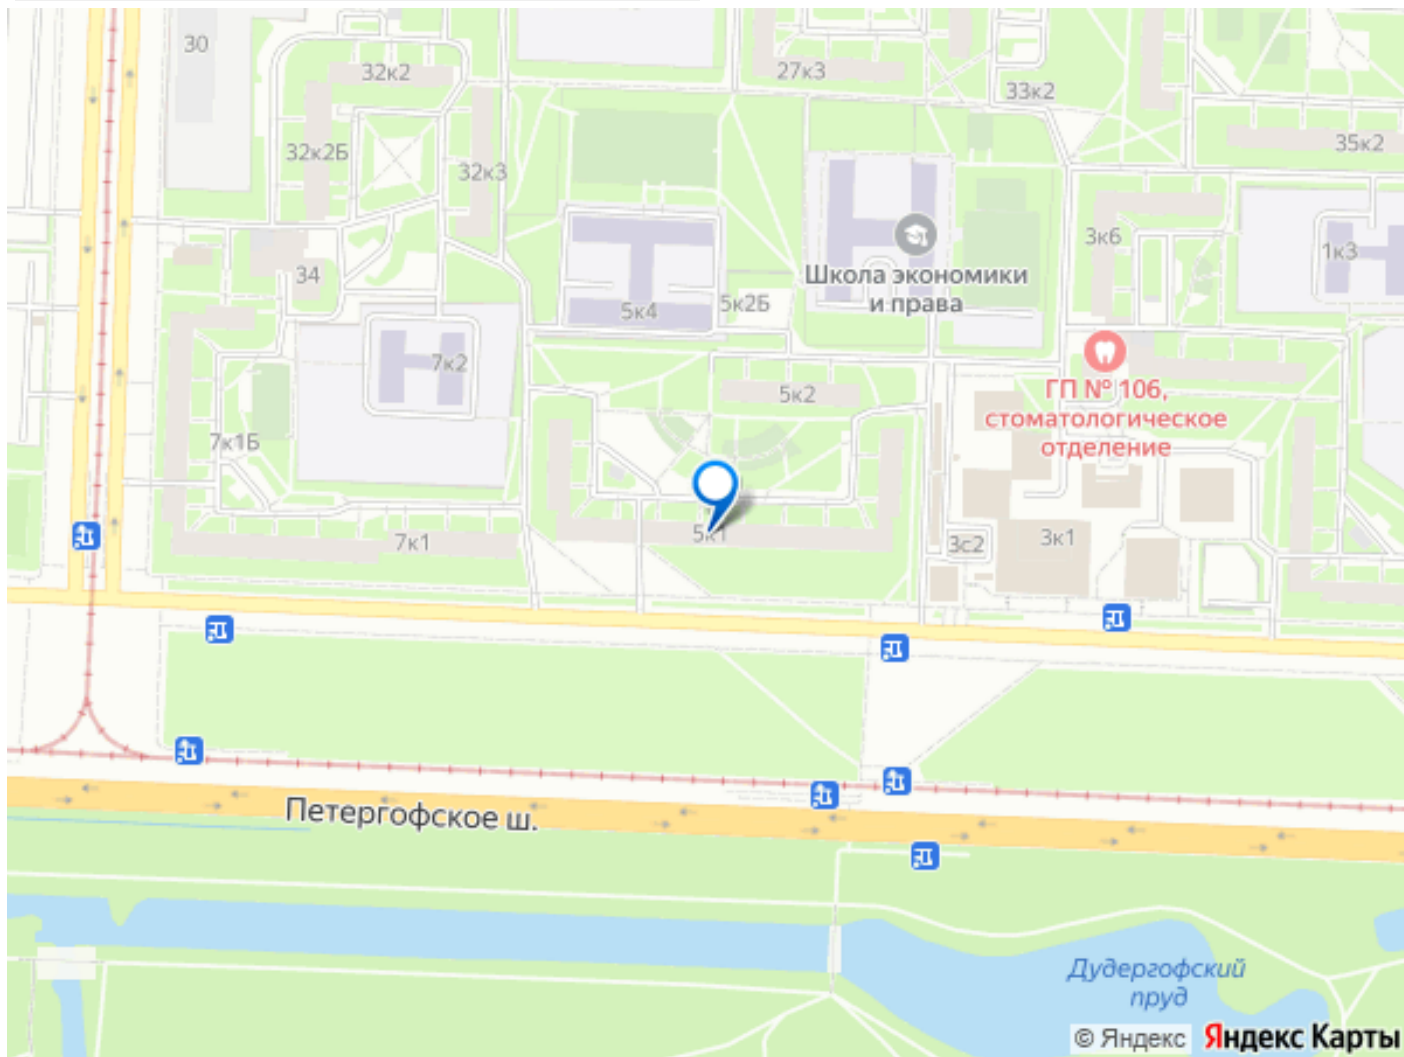 30
32к2
27к3
33к2
32к2Б
32к3
35к2
3к6
1к3
34
Школа экономики
и права
5к4
5к2Б
7к2
5к2
ГП № 106,
стоматологическое
отделение
7к1Б
7к1
5к1
3с2
3к1
Петергофское ш.
Дудергофский
пруд
© Яндекс Яндекс Карты